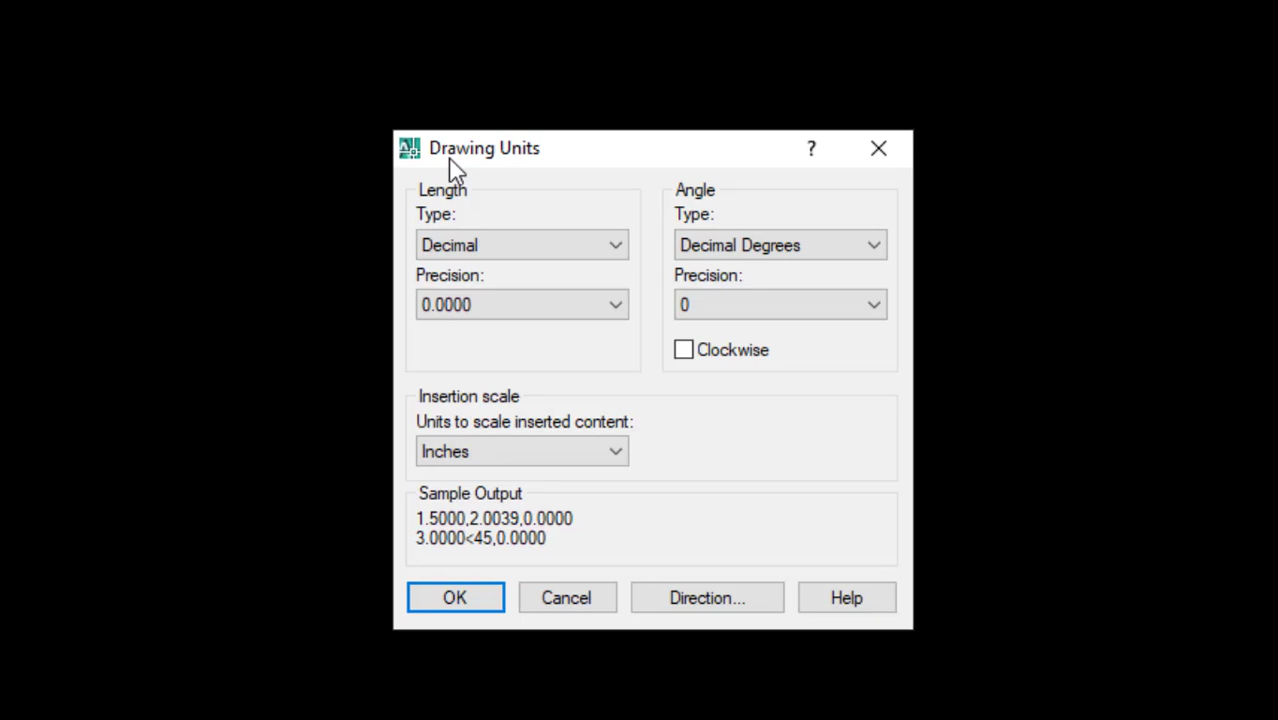 Drawing Units
Length
Type:
Decimal
Precision:
0.0000
Angle
Type:
Decimal Degrees
Precision:
0
Clockwise
Insertion scale
Units to scale inserted content:
Inches
Sample Output
1.5000,2.0039,0.0000
3.0000<45,0.0000
OK
Cancel
Direction...
Help